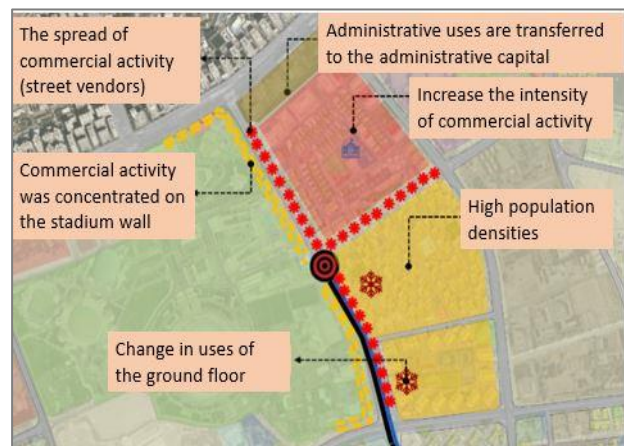 The spread of
commercial activity
(street vendors)
Administrative uses are transferred
to the administrative capital
Increase the intensity
of commercial activity
Commercial activity
was concentrated on
the stadium wall
High population
densities
Change in uses of
the ground floor